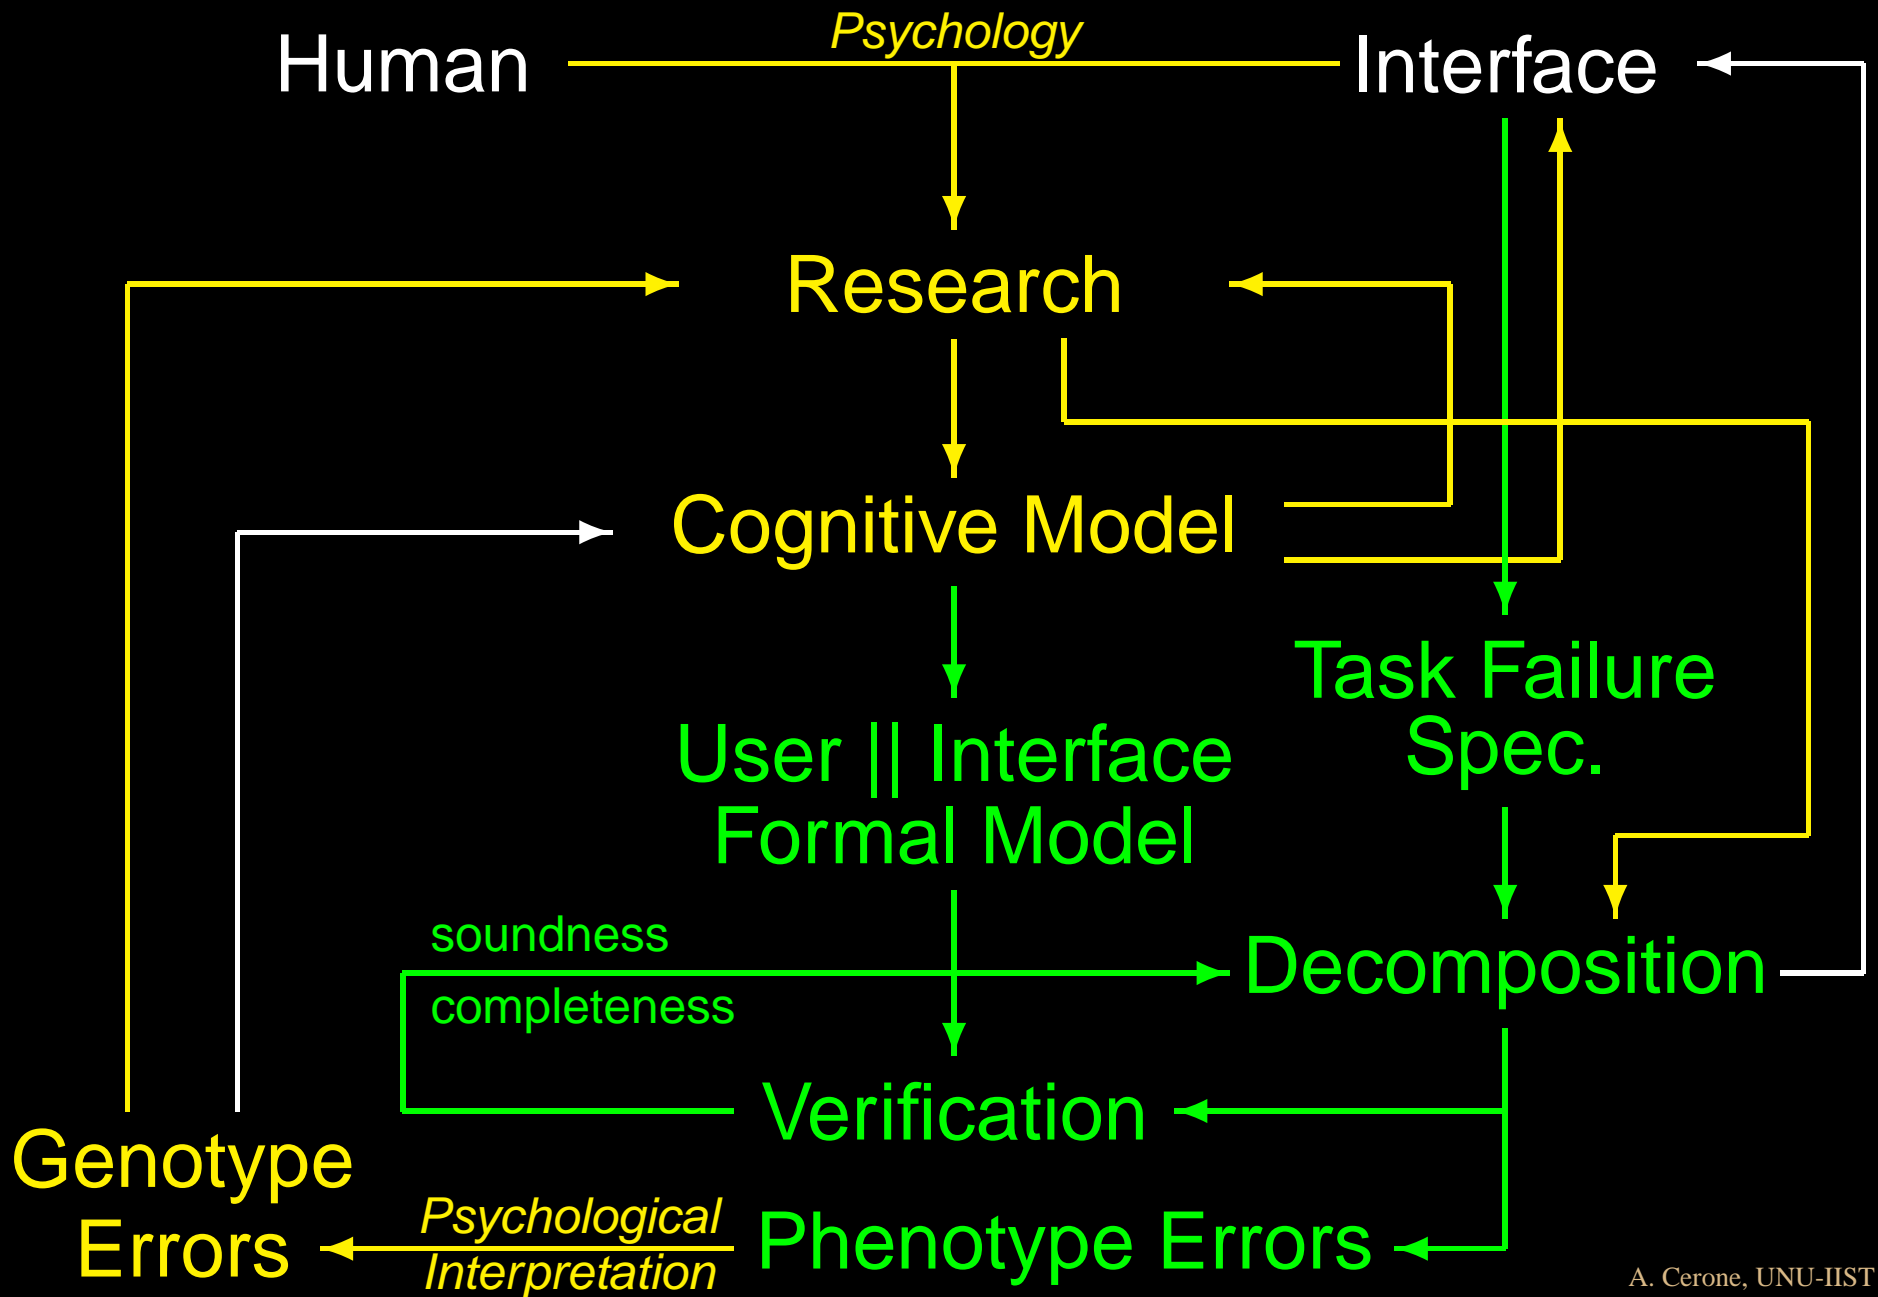 Psychology
Human
Interface
Research
Cognitive Model
Task Failure
Spec.
User || Interface
Formal Model
soundness
completeness
Decomposition
Verification
Genotype
Errors
Psychological
Interpretation
Phenotype Errors
A. Cerone, UNU-IIST